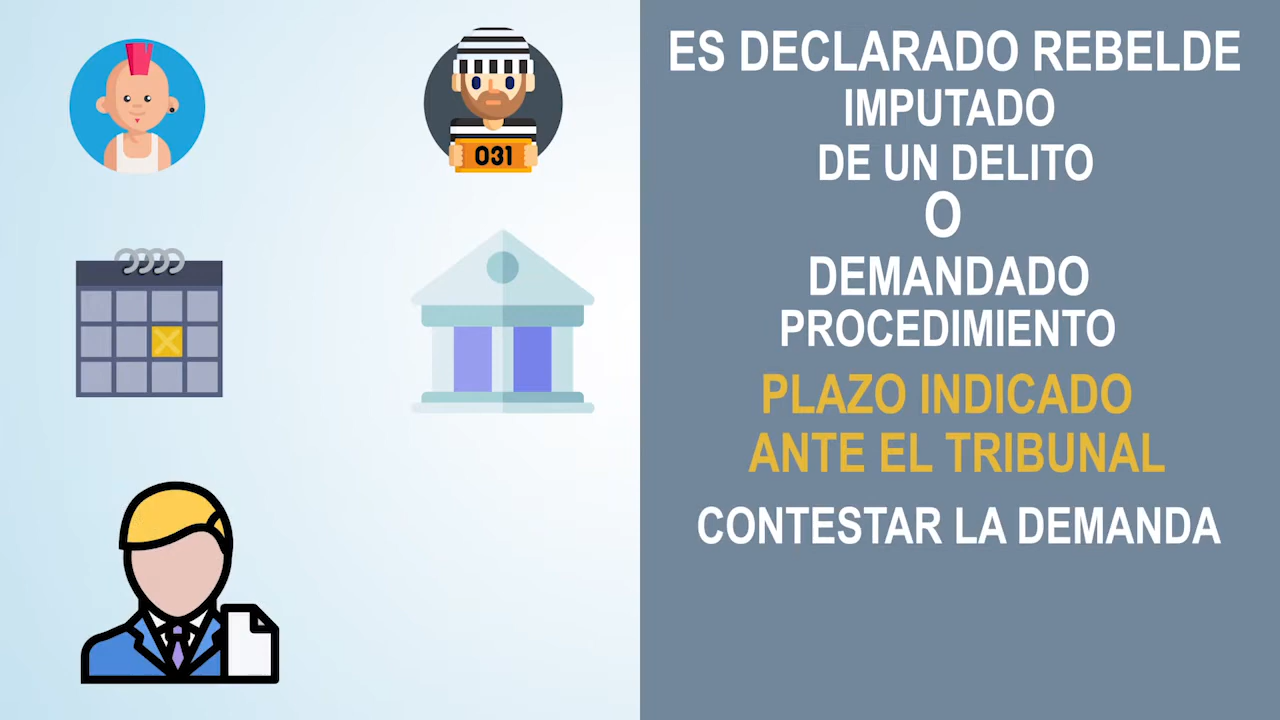 031
ES DECLARADO REBELDE
IMPUTADO
DE UN DELITO
O
DEMANDADO
PROCEDIMIENTO
PLAZO INDICADO
ANTE EL TRIBUNAL
CONTESTAR LA DEMANDA